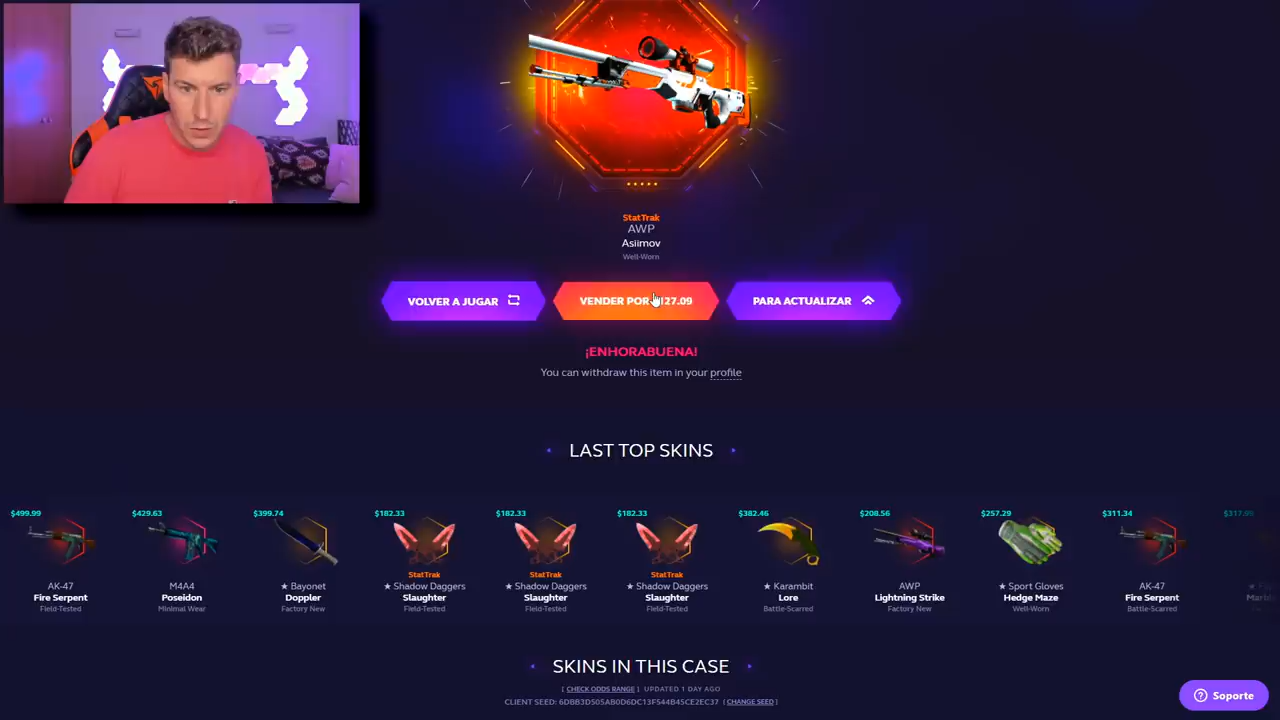 StatTrak
AWP
Asiimov
Well-Worn
VOLVER A JUGAR
VENDER POR 127.09
PARA ACTUALIZAR
¡ENHORABUENA!
You can withdraw this item in your profile
LAST TOP SKINS
$499.99 $429.63 $399.74 $182.33 $182.33 $182.33 $382.46 $208.56 $257.29 $311.34
StatTrak StatTrak StatTrak
AK-47 M4A4 ★ Bayonet ★ Shadow Daggers ★ Shadow Daggers ★ Shadow Daggers ★ Karambit AWP ★ Sport Gloves AK-47
Fire Serpent Poseidon Doppler Slaughter Slaughter Slaughter Lore Lightning Strike Hedge Maze Fire Serpent
Field-Tested Minimal Wear Factory New Field-Tested Field-Tested Field-Tested Battle-Scarred Factory New Well-Worn Battle-Scarred
SKINS IN THIS CASE
[ CHECK ODDS RANGE ] UPDATED 1 DAY AGO
CLIENT SEED: 6DBB3D505AB0D6DC13F544B45CE2EC37 ( CHANGE SEED )
Soporte